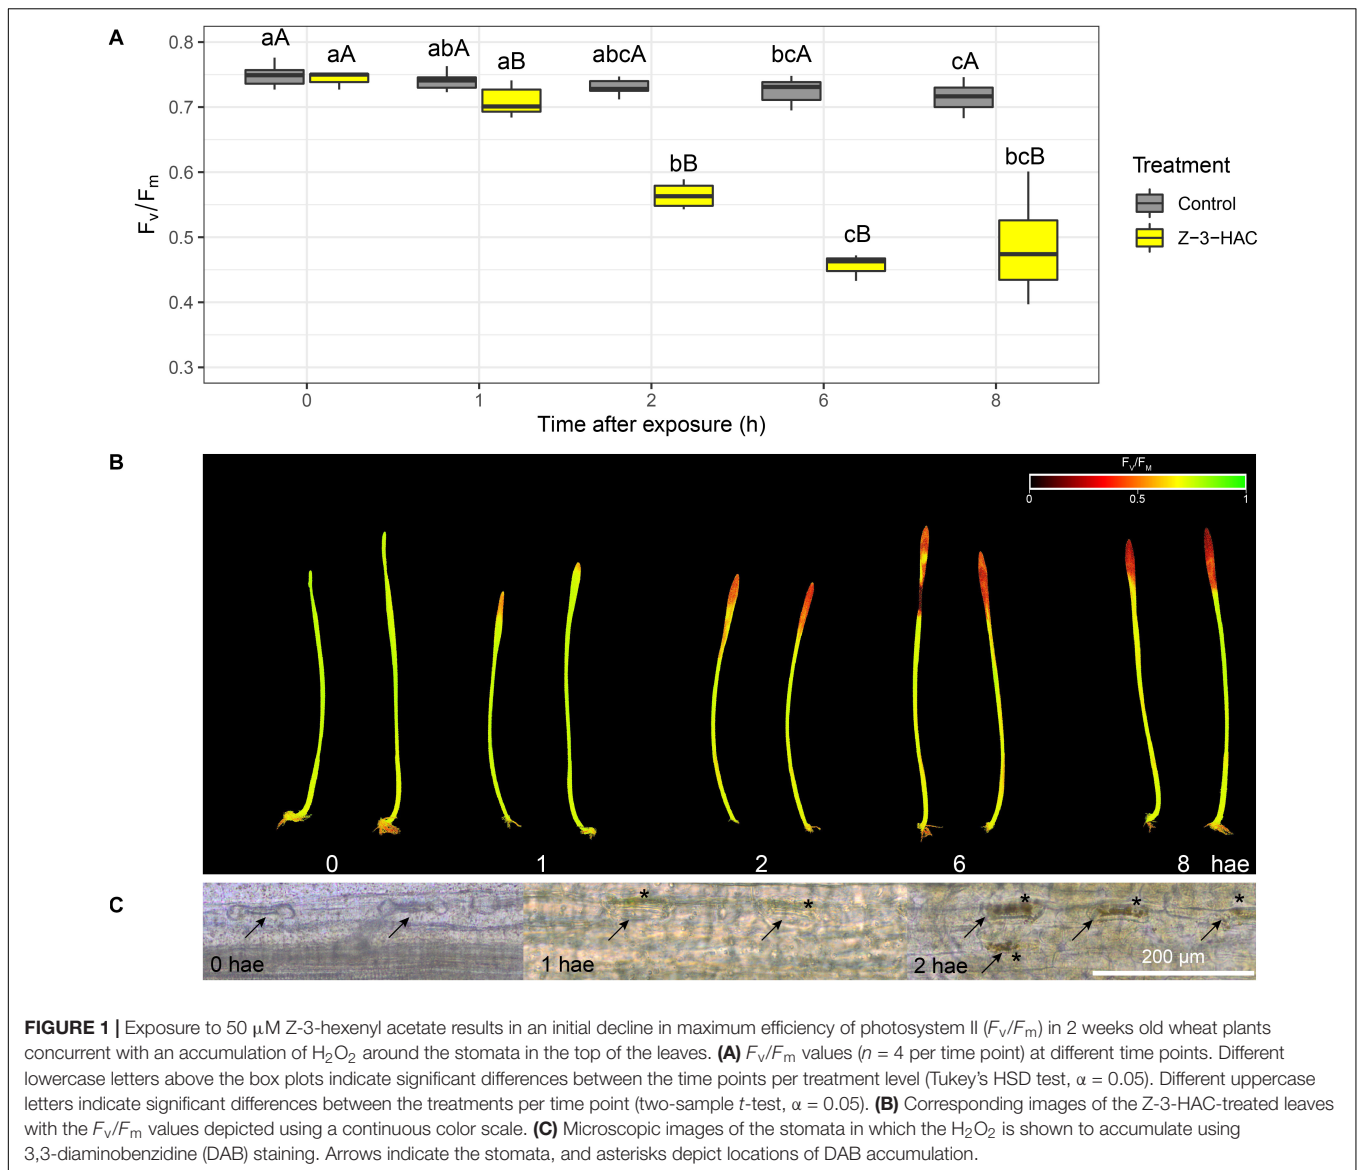 A
0.8
0.7
0.6
0.5
0.4
0.3
Fv/Fm
aA
aA
abA
aB
abcA
bB
bcA
cB
cA
bcB
0
1
2
6
8
Time after exposure (h)
Treatment
Control
Z−3−HAC
B
Fv/FM
0
0.5
1
0
1
2
6
8 hae
C
*
*
*
*
*
*
0 hae
1 hae
2 hae
200 µm
FIGURE 1 | Exposure to 50 µM Z-3-hexenyl acetate results in an initial decline in maximum efficiency of photosystem II (Fv/Fm) in 2 weeks old wheat plants
concurrent with an accumulation of H2O2 around the stomata in the top of the leaves. (A) Fv/Fm values (n = 4 per time point) at different time points. Different
lowercase letters above the box plots indicate significant differences between the time points per treatment level (Tukey's HSD test, α = 0.05). Different uppercase
letters indicate significant differences between the treatments per time point (two-sample t-test, α = 0.05). (B) Corresponding images of the Z-3-HAC-treated leaves
with the Fv/Fm values depicted using a continuous color scale. (C) Microscopic images of the stomata in which the H2O2 is shown to accumulate using
3,3-diaminobenzidine (DAB) staining. Arrows indicate the stomata, and asterisks depict locations of DAB accumulation.